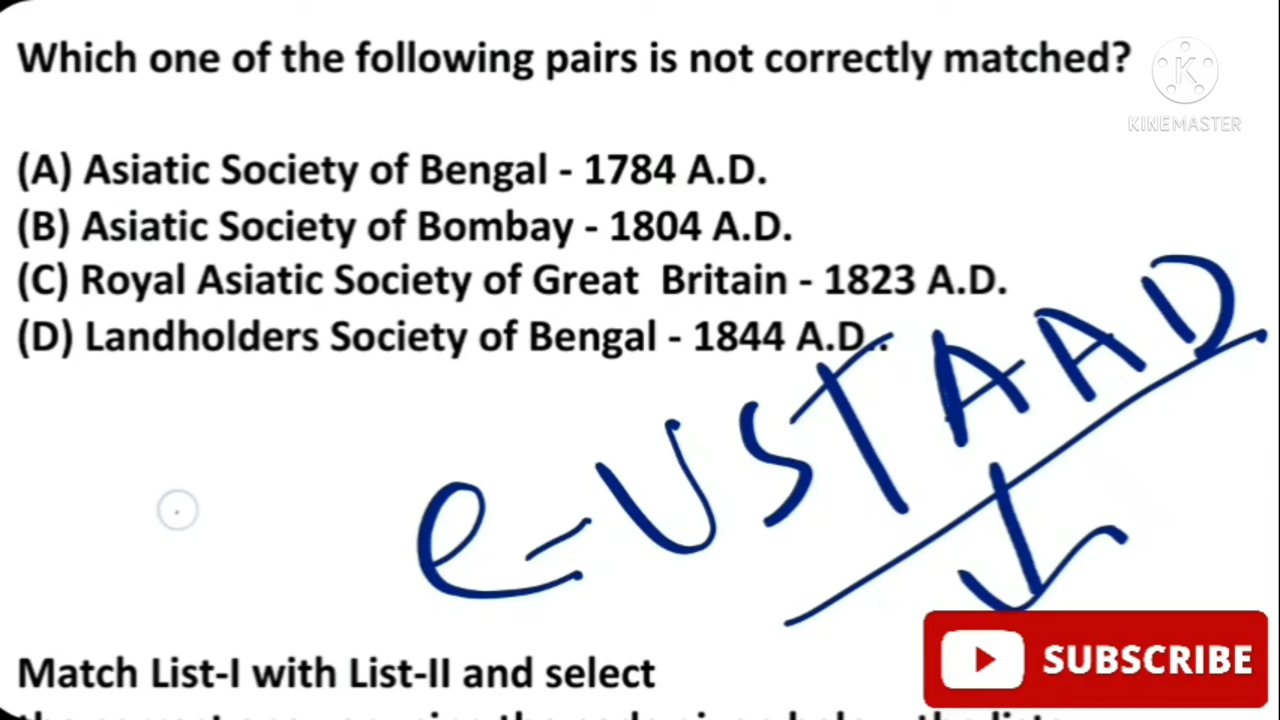 Which one of the following pairs is not correctly matched?
KINEMASTER
(A) Asiatic Society of Bengal - 1784 A.D.
(B) Asiatic Society of Bombay - 1804 A.D.
(C) Royal Asiatic Society of Great Britain - 1823 A.D.
(D) Landholders Society of Bengal - 1844 A.D..
e-USTAAD
SUBSCRIBE
Match List-I with List-II and select